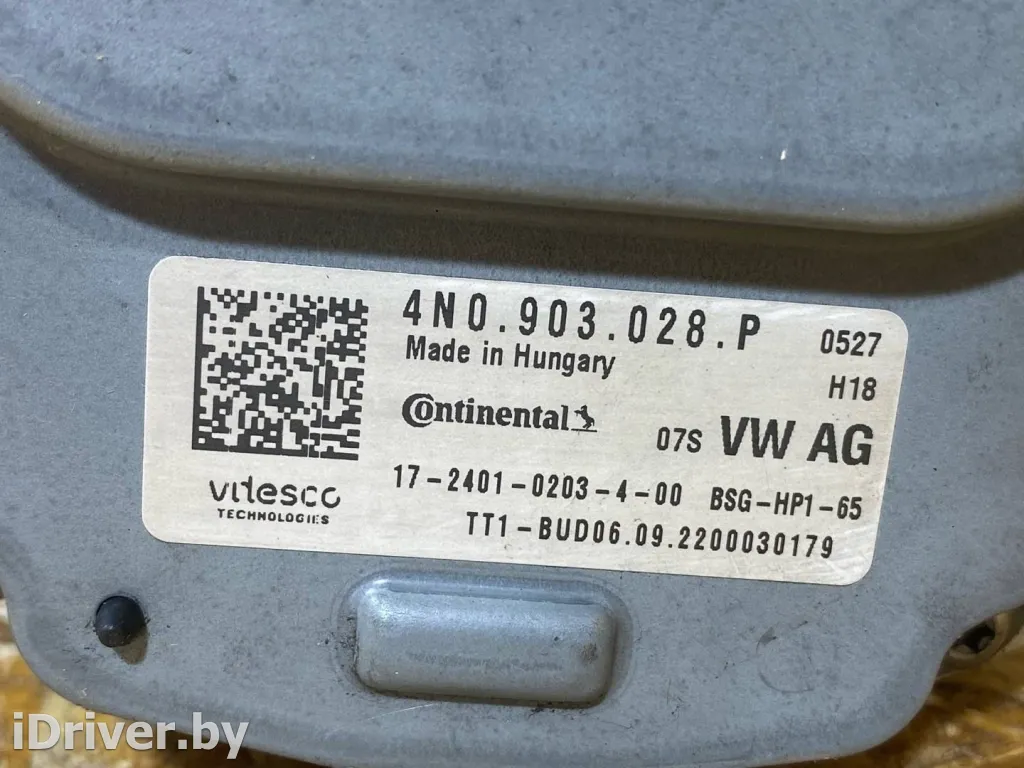 4N0.903.028.P 0527
Made in Hungary H18
Continental 07S VW AG
17-2401-0203-4-00 BSG-HP1-65
vitesco
TECHNOLOGIES
TT1-BUD06.09.2200030179
iDriver.by